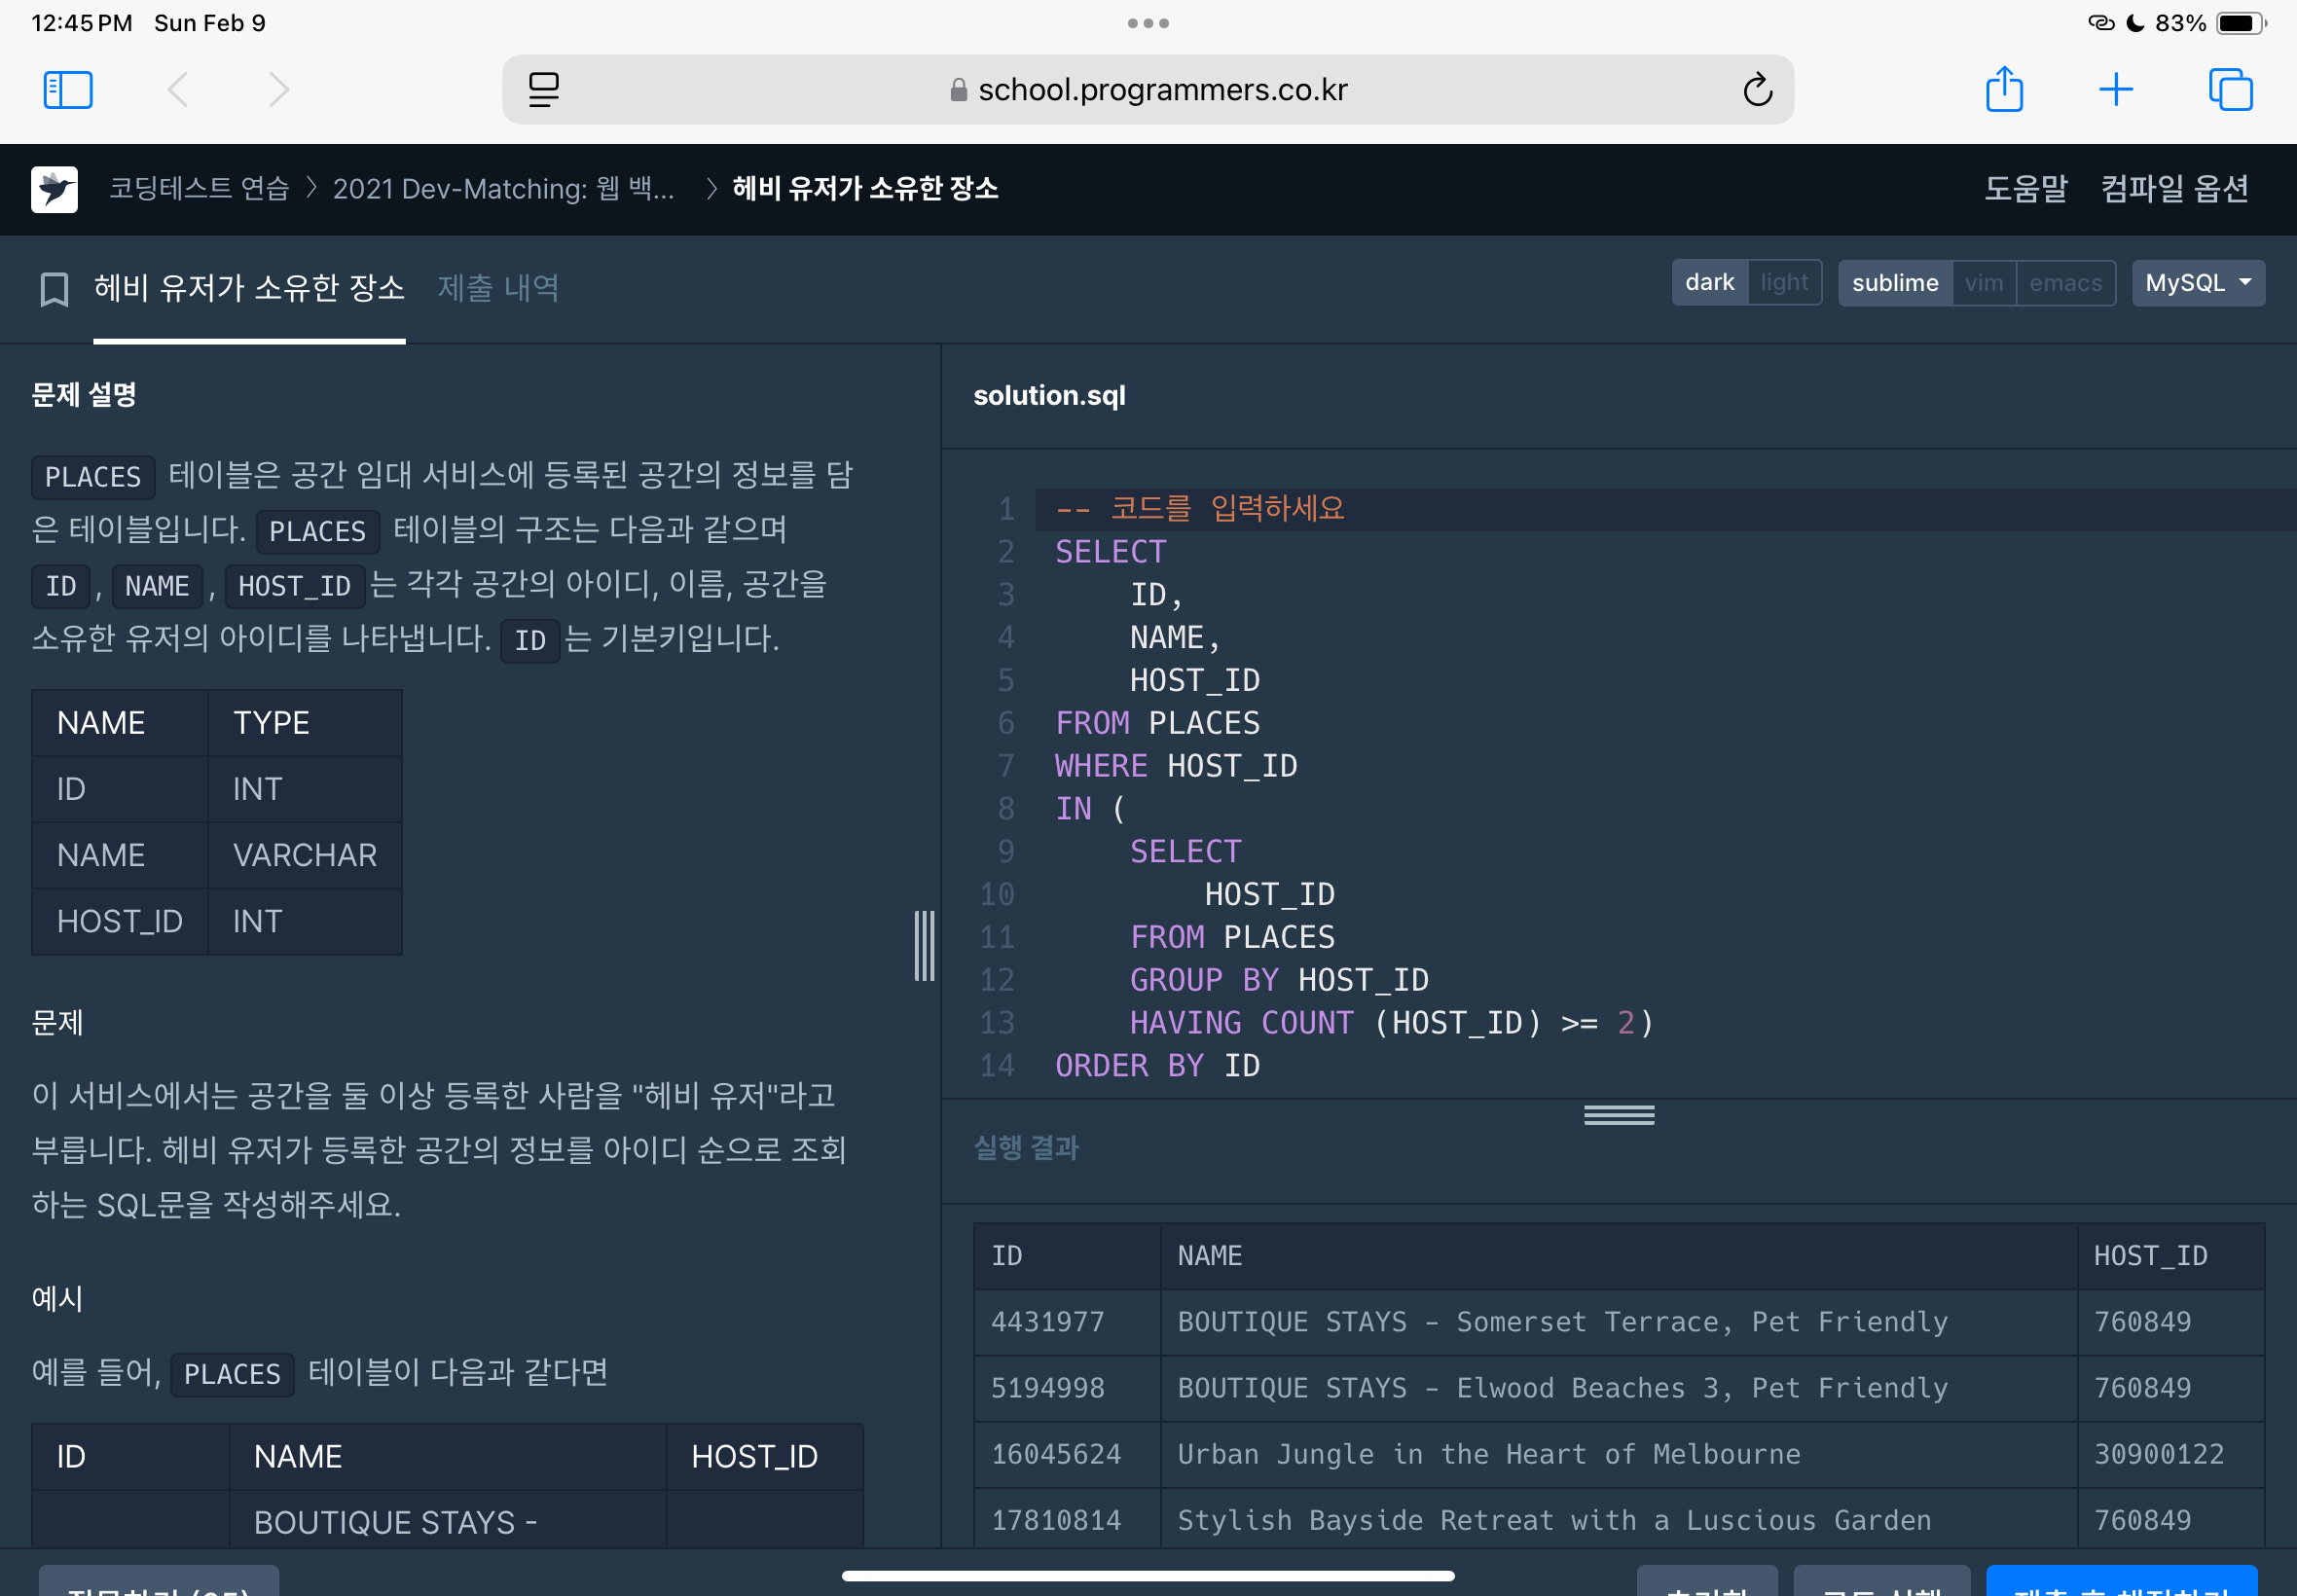 12:45 PM Sun Feb 9
83%
school.programmers.co.kr
코딩테스트 연습 > 2021 Dev-Matching: 웹 백... > 헤비 유저가 소유한 장소
도움말 컴파일 옵션
헤비 유저가 소유한 장소 제출 내역
dark light sublime vim emacs MySQL
문제 설명
PLACES 테이블은 공간 임대 서비스에 등록된 공간의 정보를 담
은 테이블입니다. PLACES 테이블의 구조는 다음과 같으며
ID, NAME, HOST_ID는 각각 공간의 아이디, 이름, 공간을
소유한 유저의 아이디를 나타냅니다. ID는 기본키입니다.
NAME TYPE
ID INT
NAME VARCHAR
HOST_ID INT
문제
이 서비스에서는 공간을 둘 이상 등록한 사람을 "헤비 유저"라고
부릅니다. 헤비 유저가 등록한 공간의 정보를 아이디 순으로 조회
하는 SQL문을 작성해주세요.
예시
예를 들어, PLACES 테이블이 다음과 같다면
ID NAME HOST_ID
BOUTIQUE STAYS -
solution.sql
1 -- 코드를 입력하세요
2 SELECT
3 ID,
4 NAME,
5 HOST_ID
6 FROM PLACES
7 WHERE HOST_ID
8 IN (
9 SELECT
10 HOST_ID
11 FROM PLACES
12 GROUP BY HOST_ID
13 HAVING COUNT (HOST_ID) >= 2)
14 ORDER BY ID
실행 결과
ID NAME HOST_ID
4431977 BOUTIQUE STAYS - Somerset Terrace, Pet Friendly 760849
5194998 BOUTIQUE STAYS - Elwood Beaches 3, Pet Friendly 760849
16045624 Urban Jungle in the Heart of Melbourne 30900122
17810814 Stylish Bayside Retreat with a Luscious Garden 760849